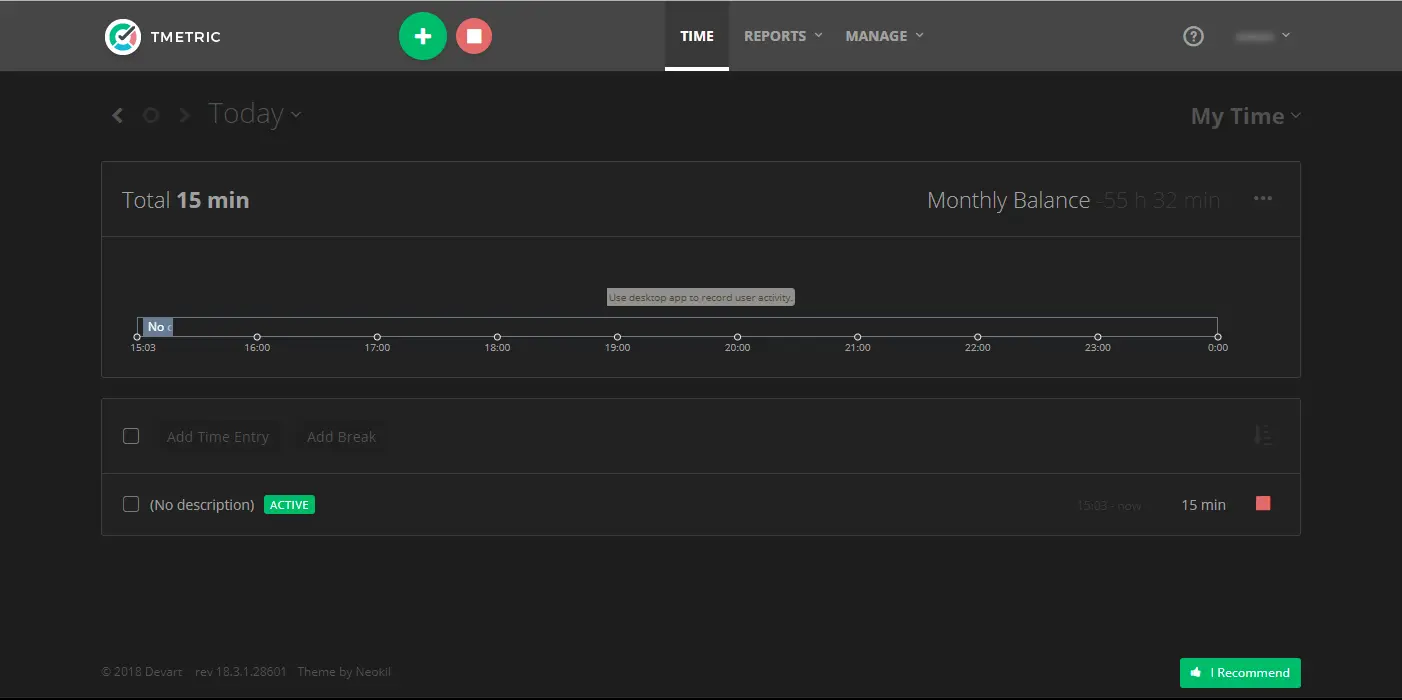 TMETRIC
TIME REPORTS MANAGE
Today
My Time
Total 15 min
Monthly Balance -55 h 32 min
Use desktop app to record user activity.
No
15:03 16:00 17:00 18:00 19:00 20:00 21:00 22:00 23:00 0:00
Add Time Entry Add Break
(No description) ACTIVE 15:03 - now 15 min
© 2018 Devart rev 18.3.1.28601 Theme by Neokil
I Recommend